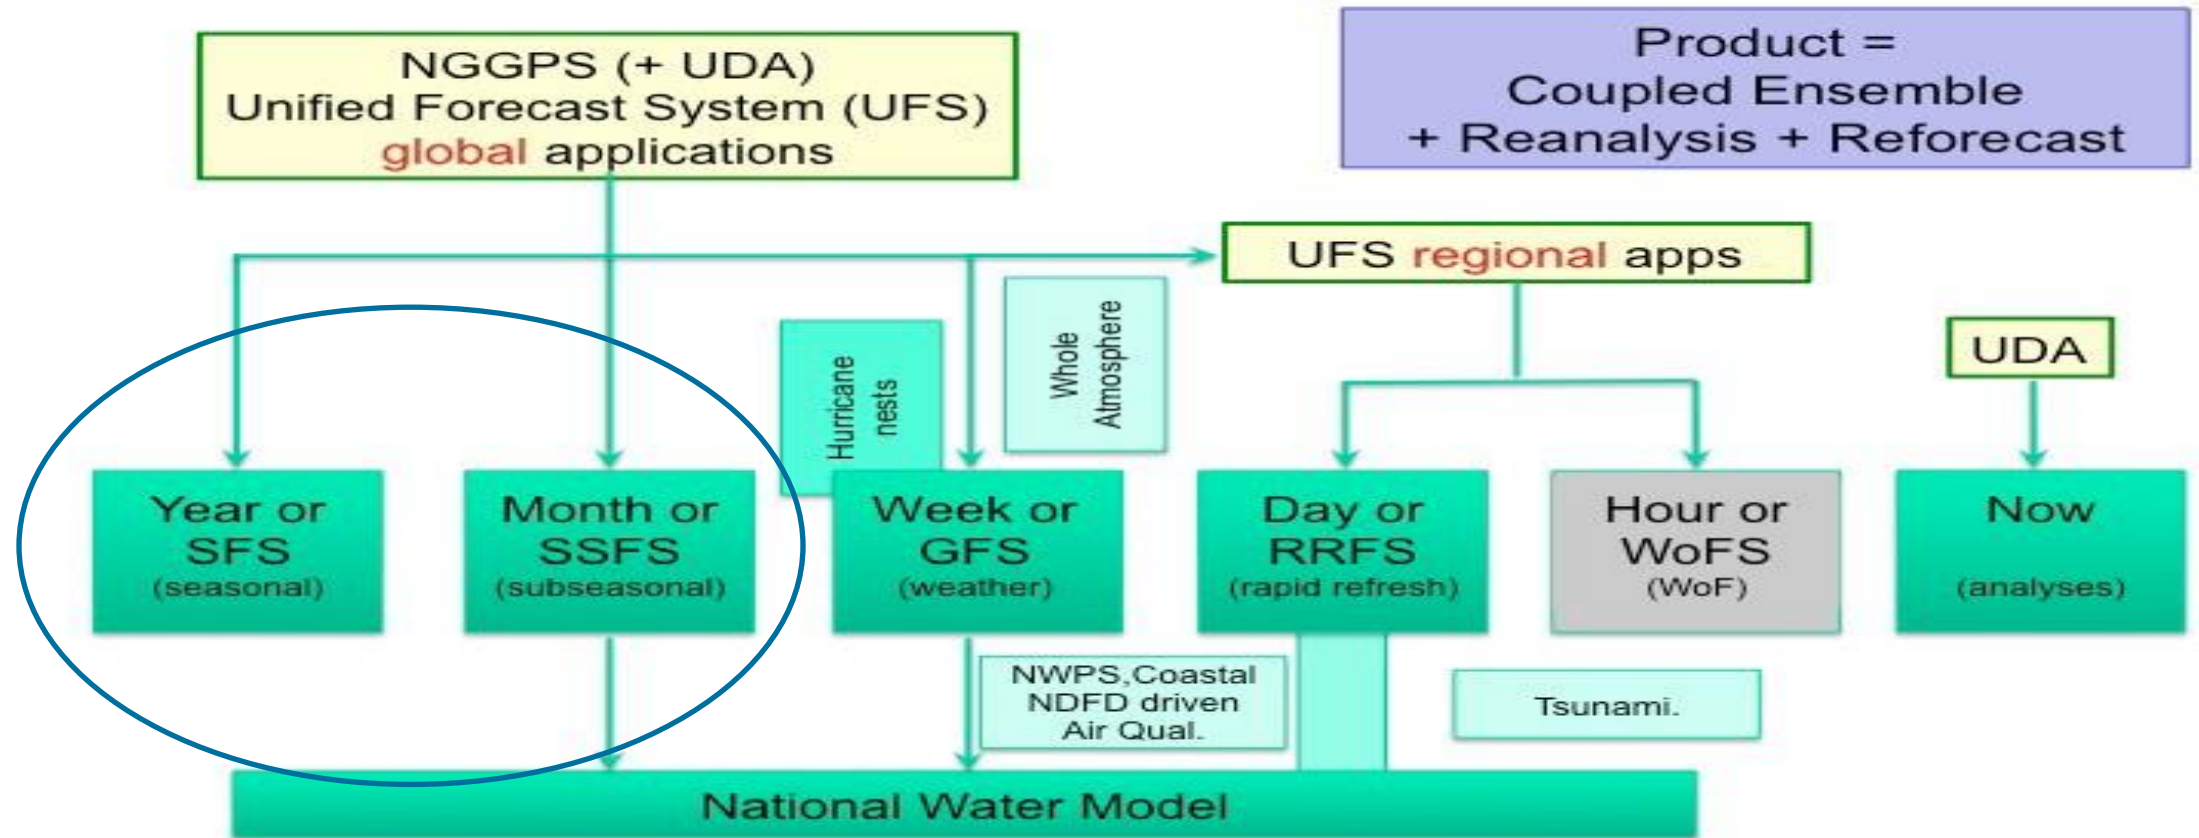 NGGPS (+ UDA)
Unified Forecast System (UFS)
global applications
Product =
Coupled Ensemble
+ Reanalysis + Reforecast
UFS regional apps
UDA
Hurricane
nests
Whole
Atmosphere
Year or
SFS
(seasonal)
Month or
SSFS
(subseasonal)
Week or
GFS
(weather)
Day or
RRFS
(rapid refresh)
Hour or
WoFS
(WoF)
Now
(analyses)
NWPS,Coastal
NDFD driven
Air Qual.
Tsunami.
National Water Model